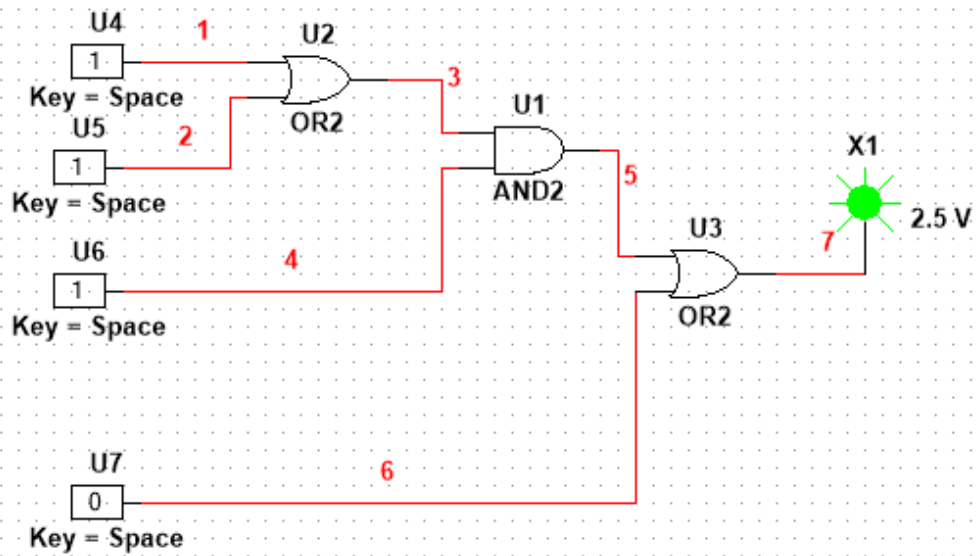 U4
1
1
Key = Space
U2
OR2
3
U5
2
1
Key = Space
U1
AND2
5
X1
2.5 V
U6
4
1
Key = Space
U3
OR2
7
U7
6
0
Key = Space